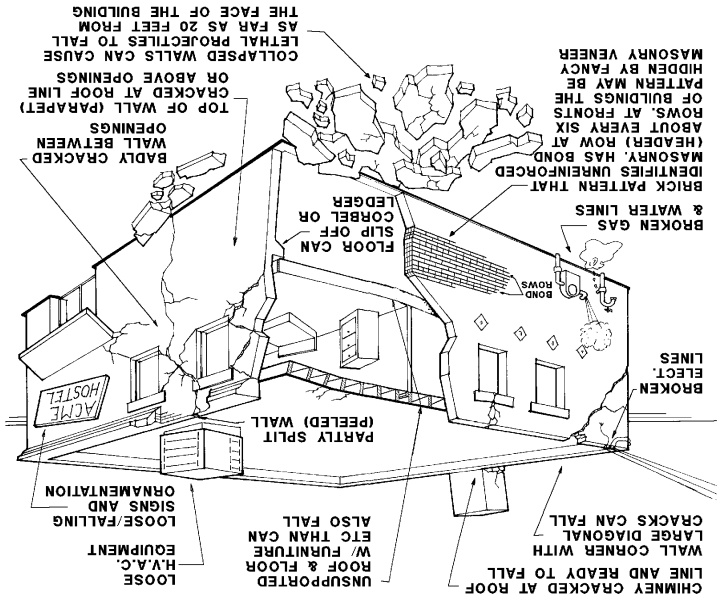 CHIMNEY CRACKED AT ROOF
LINE AND READY TO FALL
WALL CORNER WITH
LARGE DIAGONAL
CRACKS CAN FALL
UNSUPPORTED
ROOF & FLOOR
W/ FURNITURE
ETC THAN CAN
ALSO FALL
LOOSE
H.V.A.C.
EQUIPMENT
LOOSE/FALLING
SIGNS AND
ORNAMENTATION
PARTLY SPLIT
(PEELED) WALL
ACME
HOSTEL
BROKEN
ELECT.
LINES
BOND
ROWS
BROKEN GAS
& WATER LINES
FLOOR CAN
SLIP OFF
CORBEL OR
LEDGER
BRICK PATTERN THAT
IDENTIFIES UNREINFORCED
MASONRY. HAS BOND
(HEADER) ROW AT
ABOUT EVERY SIX
ROWS. AT FRONTS
OF BUILDINGS THE
PATTERN MAY BE
HIDDEN BY FANCY
MASONRY VENEER
BADLY CRACKED
WALL BETWEEN
OPENINGS
TOP OF WALL (PARAPET)
CRACKED AT ROOF LINE
OR ABOVE OPENINGS
COLLAPSED WALLS CAN CAUSE
LETHAL PROJECTILES TO FALL
AS FAR AS 20 FEET FROM
THE FACE OF THE BUILDING